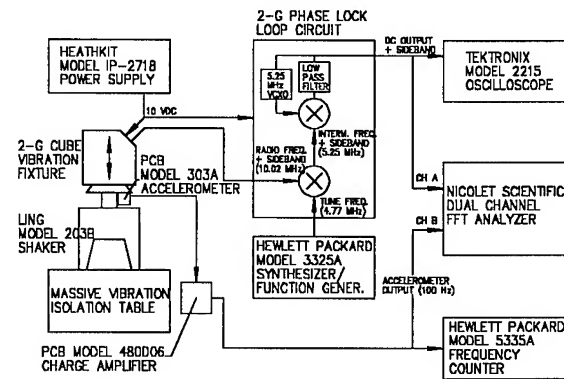 2-G PHASE LOCK
LOOP CIRCUIT
HEATHKIT
MODEL IP-2718
POWER SUPPLY
5.25
MHz
VCXO
LOW
PASS
FILTER
DC OUTPUT
+ SIDEBAND
TEKTRONIX
MODEL 2215
OSCILLOSCOPE
10 VDC
2-G CUBE
VIBRATION
FIXTURE
PCB
MODEL 303A
ACCELEROMETER
RADIO FREQ.
+ SIDEBAND
(10.02 MHz)
INTERM. FREQ.
+ SIDEBAND
(5.25 MHz)
TUNE FREQ.
(4.77 MHz)
CH A
CH B
NICOLET SCIENTIFIC
DUAL CHANNEL
FFT ANALYZER
LING
MODEL 203B
SHAKER
HEWLETT PACKARD
MODEL 3325A
SYNTHESIZER/
FUNCTION GENER.
MASSIVE VIBRATION
ISOLATION TABLE
ACCELEROMETER
OUTPUT (100 Hz)
PCB MODEL 480D06
CHARGE AMPLIFIER
HEWLETT PACKARD
MODEL 5335A
FREQUENCY
COUNTER